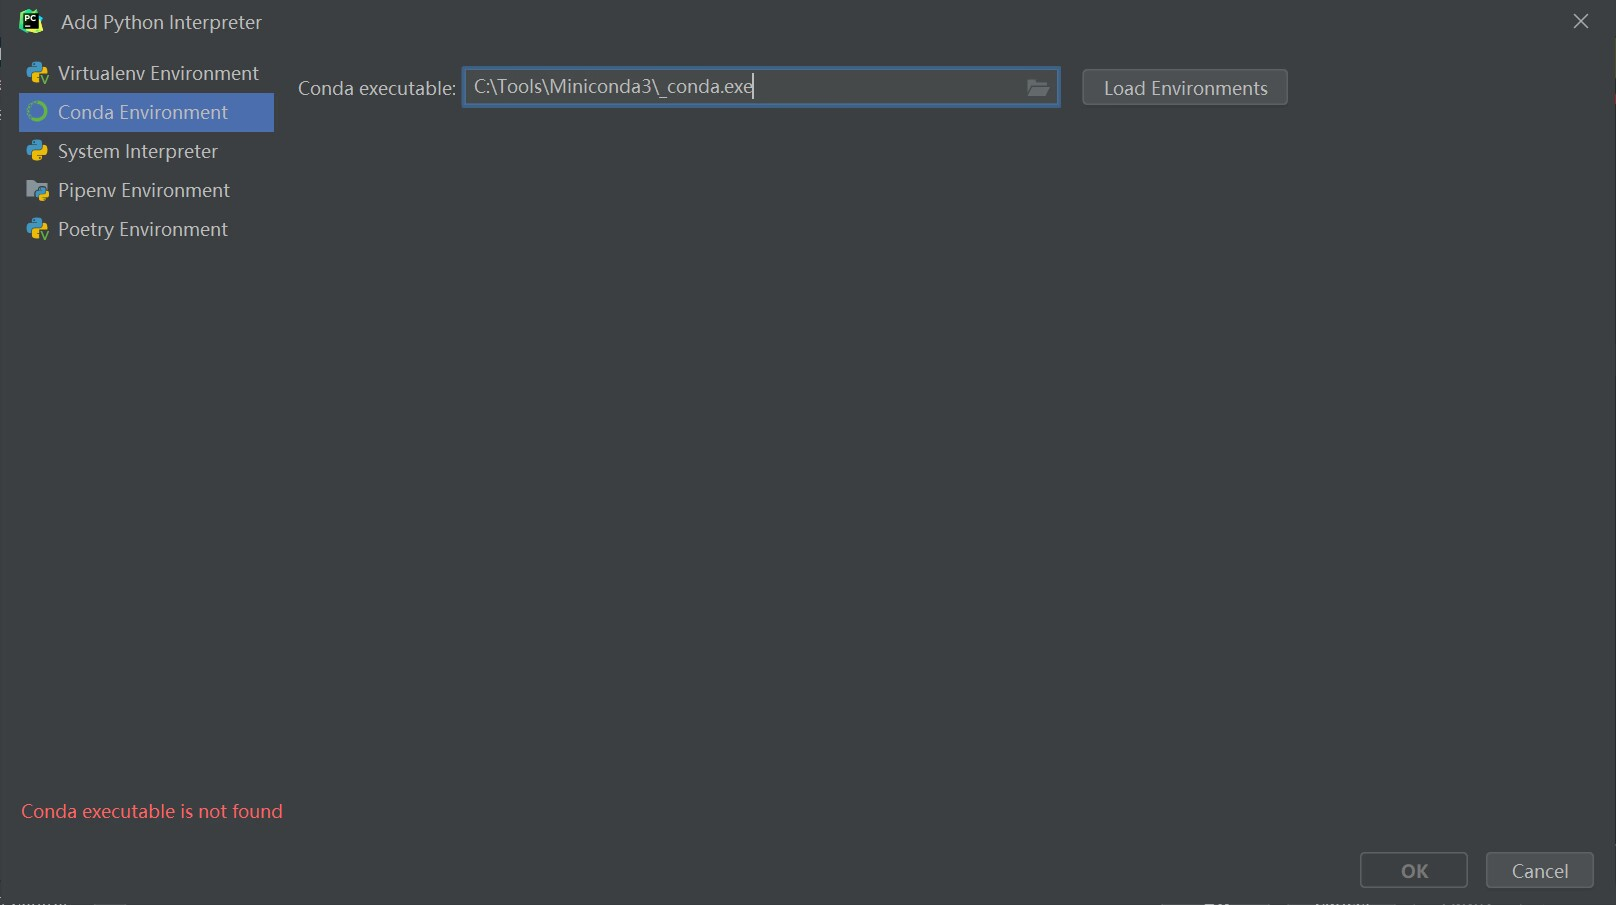 PC
Add Python Interpreter
Virtualenv Environment
Conda Environment
System Interpreter
Pipenv Environment
Poetry Environment
Conda executable: C:\Tools\Miniconda3\_conda.exe
Load Environments
Conda executable is not found
OK
Cancel